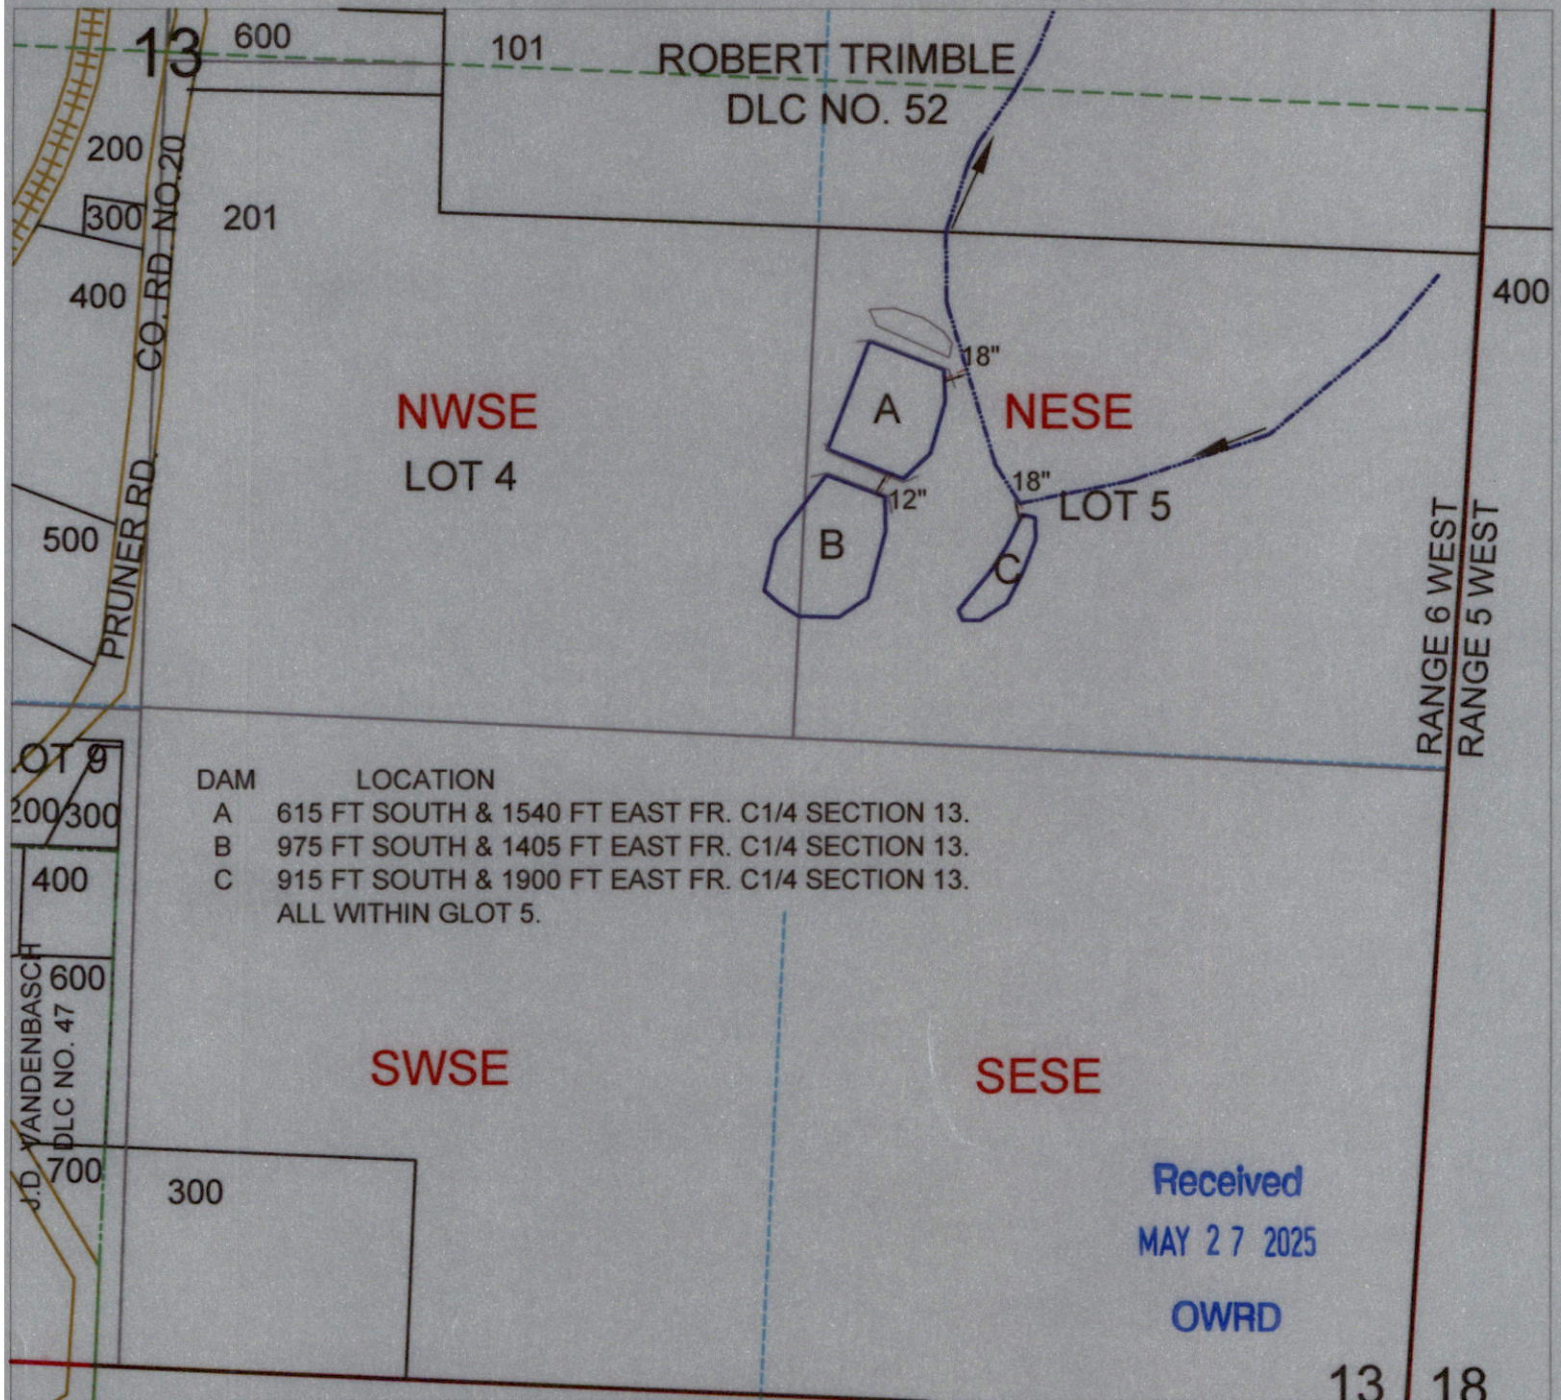 13
600
101
ROBERT TRIMBLE
DLC NO. 52
200
300
201
400
400
CO. RD. NO.20
PRUNER RD.
18"
A
NWSE
LOT 4
NESE
18"
12"
LOT 5
500
B
C
RANGE 6 WEST
RANGE 5 WEST
OT 9
200
300
DAM LOCATION
A 615 FT SOUTH & 1540 FT EAST FR. C1/4 SECTION 13.
B 975 FT SOUTH & 1405 FT EAST FR. C1/4 SECTION 13.
C 915 FT SOUTH & 1900 FT EAST FR. C1/4 SECTION 13.
ALL WITHIN GLOT 5.
400
600
J.D. VANDENBASCH
DLC NO. 47
SWSE
SESE
700
300
Received
MAY 27 2025
OWRD
13
18